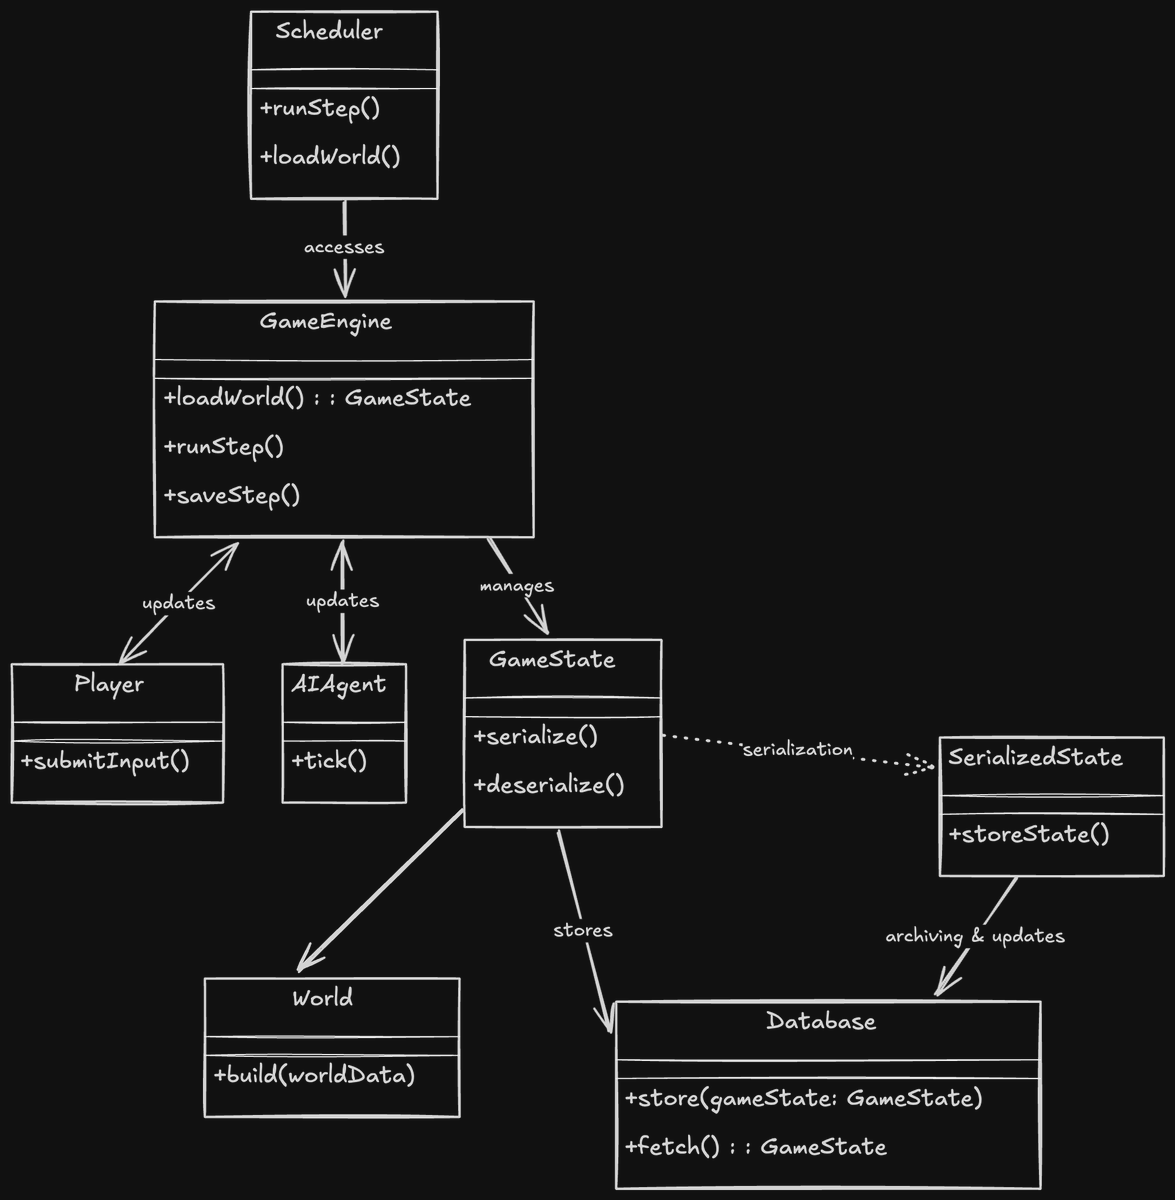 Scheduler
+runStep()
+loadWorld()
accesses
GameEngine
+loadWorld() : : GameState
+runStep()
+saveStep()
updates
updates
manages
Player
+submitInput()
AIAgent
+tick()
GameState
+serialize()
+deserialize()
serialization
SerializedState
+storeState()
stores
archiving & updates
World
+build(worldData)
Database
+store(gameState: GameState)
+fetch() : : GameState